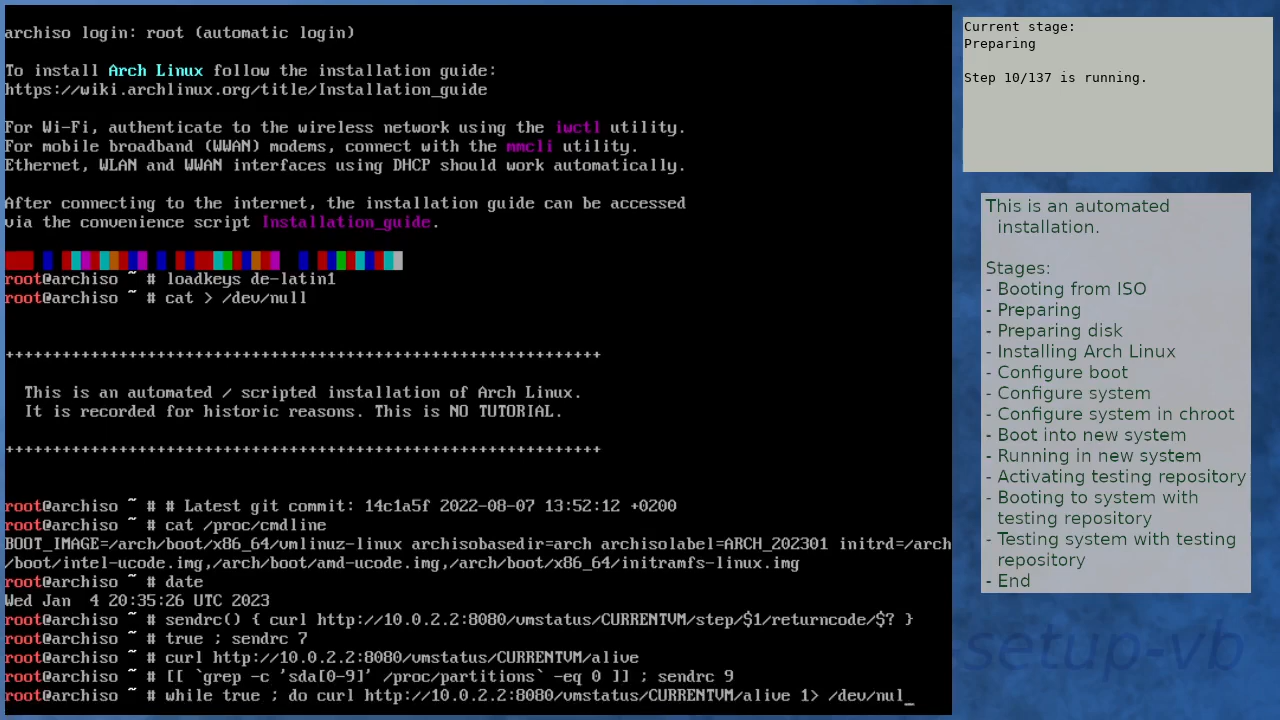 archiso login: root (automatic login)
To install Arch Linux follow the installation guide:
https://wiki.archlinux.org/title/Installation_guide
For Wi-Fi, authenticate to the wireless network using the iwctl utility.
For mobile broadband (WWAN) modems, connect with the mmcli utility.
Ethernet, WLAN and WWAN interfaces using DHCP should work automatically.
After connecting to the internet, the installation guide can be accessed
via the convenience script Installation_guide.
root@archiso ~ # loadkeys de-latin1
root@archiso ~ # cat > /dev/null
++++++++++++++++++++++++++++++++++++++++++++++++++++++++++++++++
This is an automated / scripted installation of Arch Linux.
It is recorded for historic reasons. This is NO TUTORIAL.
++++++++++++++++++++++++++++++++++++++++++++++++++++++++++++++++
root@archiso ~ # # Latest git commit: 14c1a5f 2022-08-07 13:52:12 +0200
root@archiso ~ # cat /proc/cmdline
BOOT_IMAGE=/arch/boot/x86_64/vmlinuz-linux archisobasedir=arch archisolabel=ARCH_202301 initrd=/arch
/boot/intel-ucode.img,/arch/boot/amd-ucode.img,/arch/boot/x86_64/initramfs-linux.img
root@archiso ~ # date
Wed Jan  4 20:35:26 UTC 2023
root@archiso ~ # sendrc() { curl http://10.0.2.2:8080/vmstatus/CURRENTVM/step/$1/returncode/$? }
root@archiso ~ # true ; sendrc 7
root@archiso ~ # curl http://10.0.2.2:8080/vmstatus/CURRENTVM/alive
root@archiso ~ # [[ `grep -c 'sda[0-9]' /proc/partitions` -eq 0 ]] ; sendrc 9
root@archiso ~ # while true ; do curl http://10.0.2.2:8080/vmstatus/CURRENTVM/alive 1> /dev/nul_
Current stage:
Preparing
Step 10/137 is running.
This is an automated
installation.
Stages:
- Booting from ISO
- Preparing
- Preparing disk
- Installing Arch Linux
- Configure boot
- Configure system
- Configure system in chroot
- Boot into new system
- Running in new system
- Activating testing repository
- Booting to system with
testing repository
- Testing system with testing
repository
- End
-setup-vb